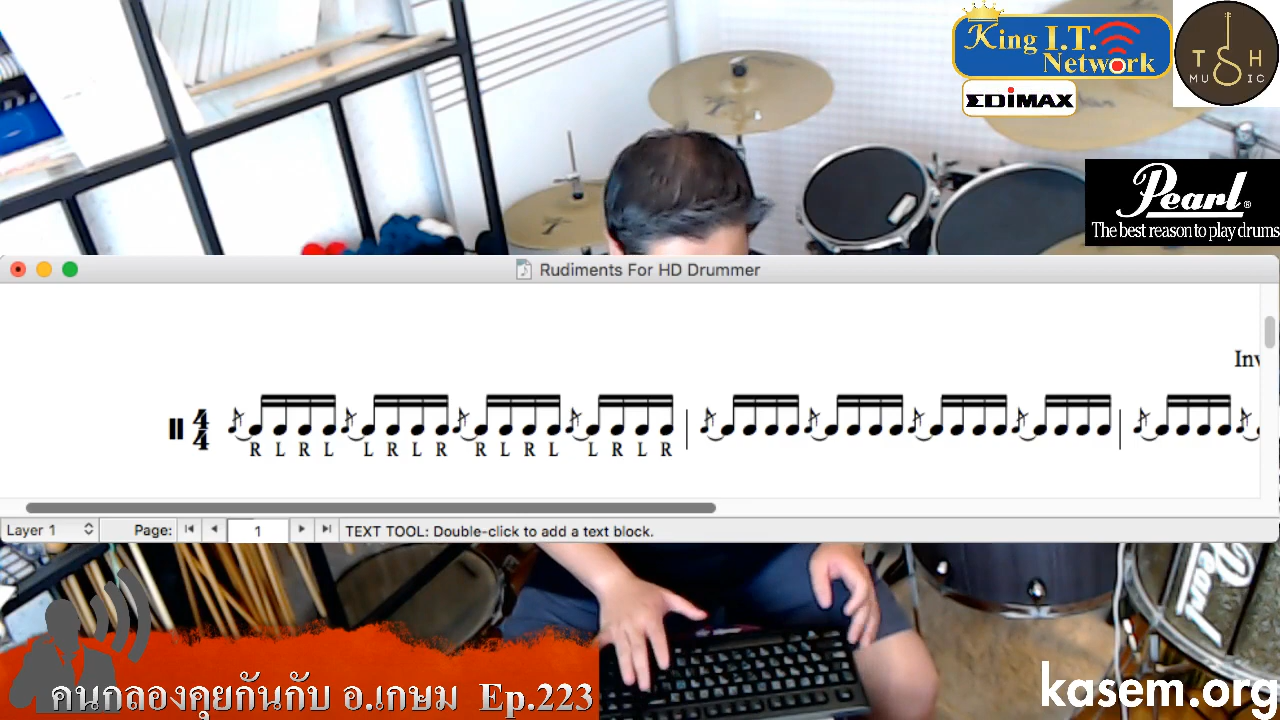 King I.T.
Network
EDIMAX
T S H
MUSIC
Pearl®
The best reason to play drums
Rudiments For HD Drummer
Inv
4
4
R L R L L R L R R L R L L R L R
Layer 1
Page:
1
TEXT TOOL: Double-click to add a text block.
Pearl
คนกลองคุยกันกับ อ.เกษม Ep.223
kasem.org